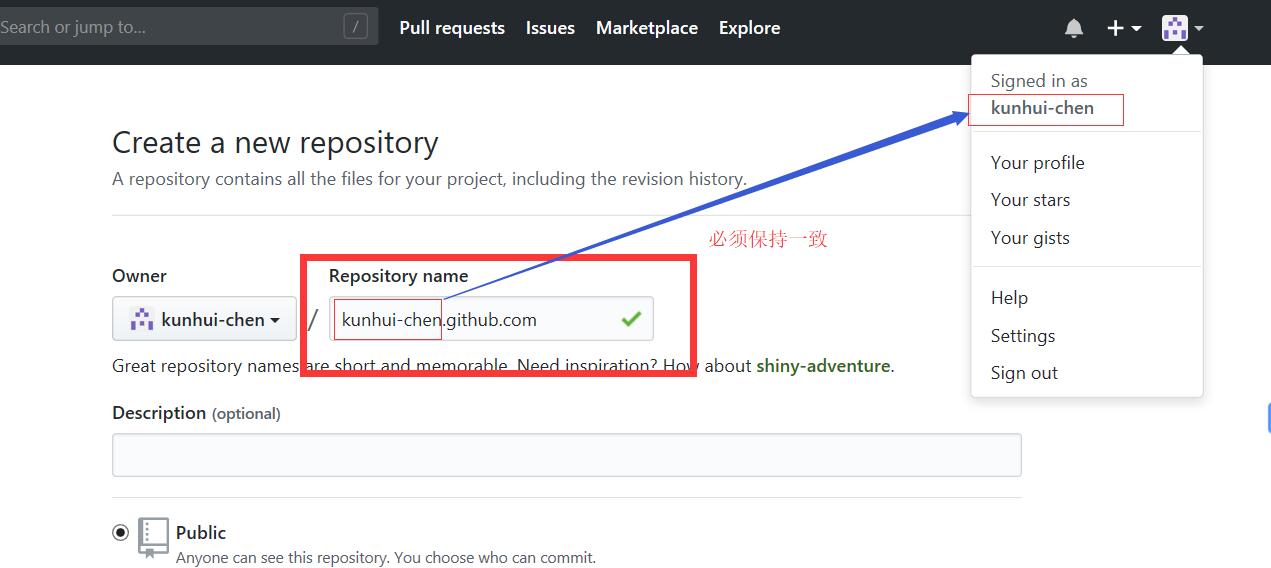 Search or jump to...
/
Pull requests
Issues
Marketplace
Explore
Signed in as
kunhui-chen
Your profile
Your stars
Your gists
Help
Settings
Sign out
Create a new repository
A repository contains all the files for your project, including the revision history.
必须保持一致
Owner
Repository name
kunhui-chen
/
kunhui-chen.github.com
Great repository names are short and memorable. Need inspiration? How about shiny-adventure.
Description (optional)
Public
Anyone can see this repository. You choose who can commit.